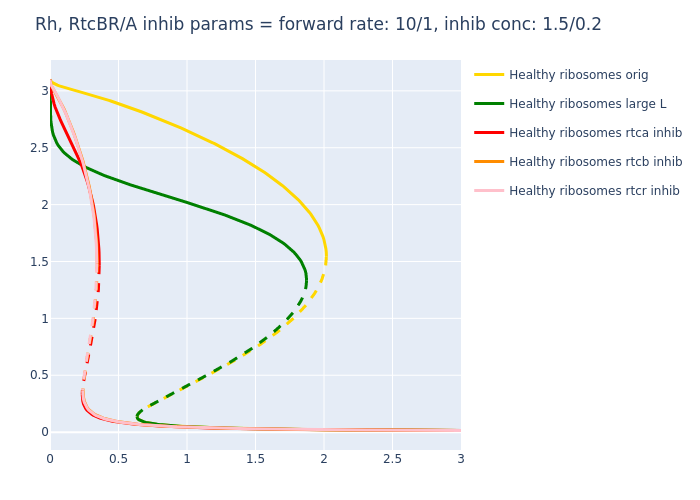 Rh, RtcBR/A inhib params = forward rate: 10/1, inhib conc: 1.5/0.2
Healthy ribosomes orig
Healthy ribosomes large L
Healthy ribosomes rtca inhib
Healthy ribosomes rtcb inhib
Healthy ribosomes rtcr inhib
3
2.5
2
1.5
1
0.5
0
0 0.5 1 1.5 2 2.5 3